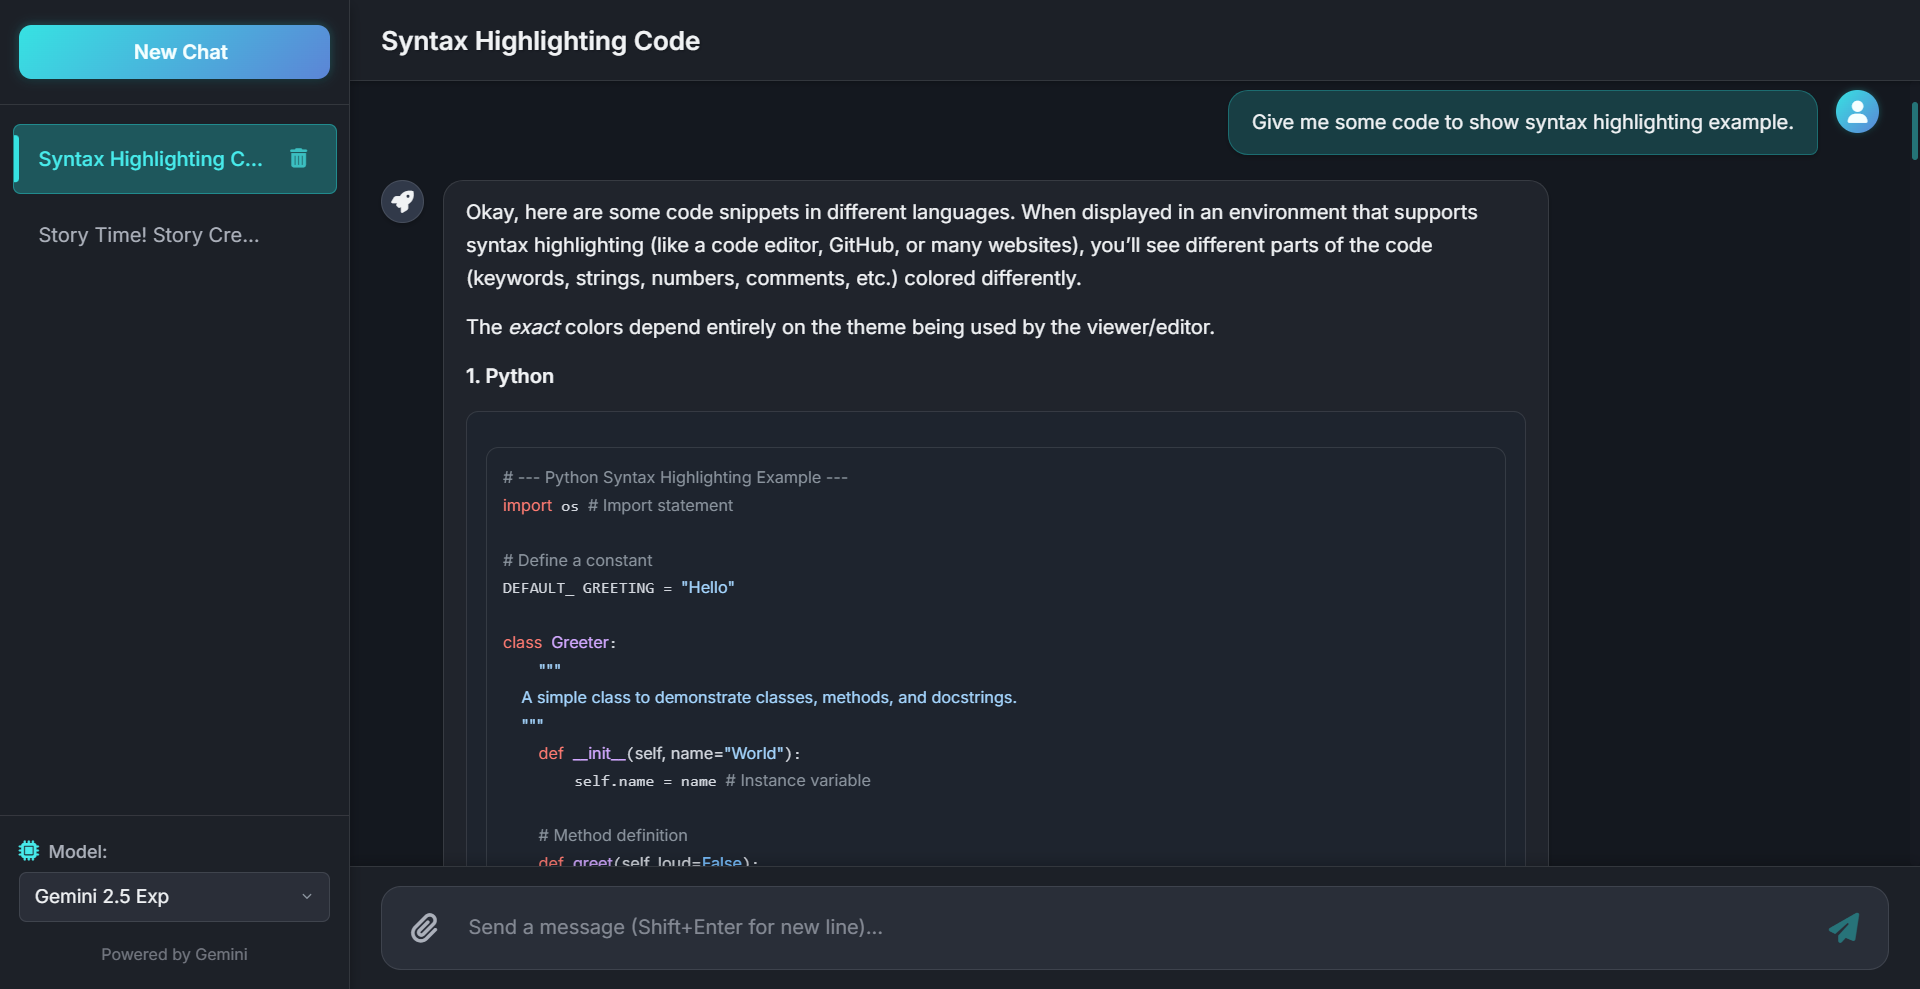 New Chat
Syntax Highlighting C...
Story Time! Story Cre...
Model:
Gemini 2.5 Exp
Powered by Gemini
Syntax Highlighting Code
Give me some code to show syntax highlighting example.
Okay, here are some code snippets in different languages. When displayed in an environment that supports
syntax highlighting (like a code editor, GitHub, or many websites), you’ll see different parts of the code
(keywords, strings, numbers, comments, etc.) colored differently.
The exact colors depend entirely on the theme being used by the viewer/editor.
1. Python
# --- Python Syntax Highlighting Example ---
import os # Import statement
# Define a constant
DEFAULT_ GREETING = "Hello"
class Greeter:
"""
A simple class to demonstrate classes, methods, and docstrings.
"""
def __init__(self, name="World"):
self.name = name # Instance variable
# Method definition
def greet(self, loud=False):
Send a message (Shift+Enter for new line)...